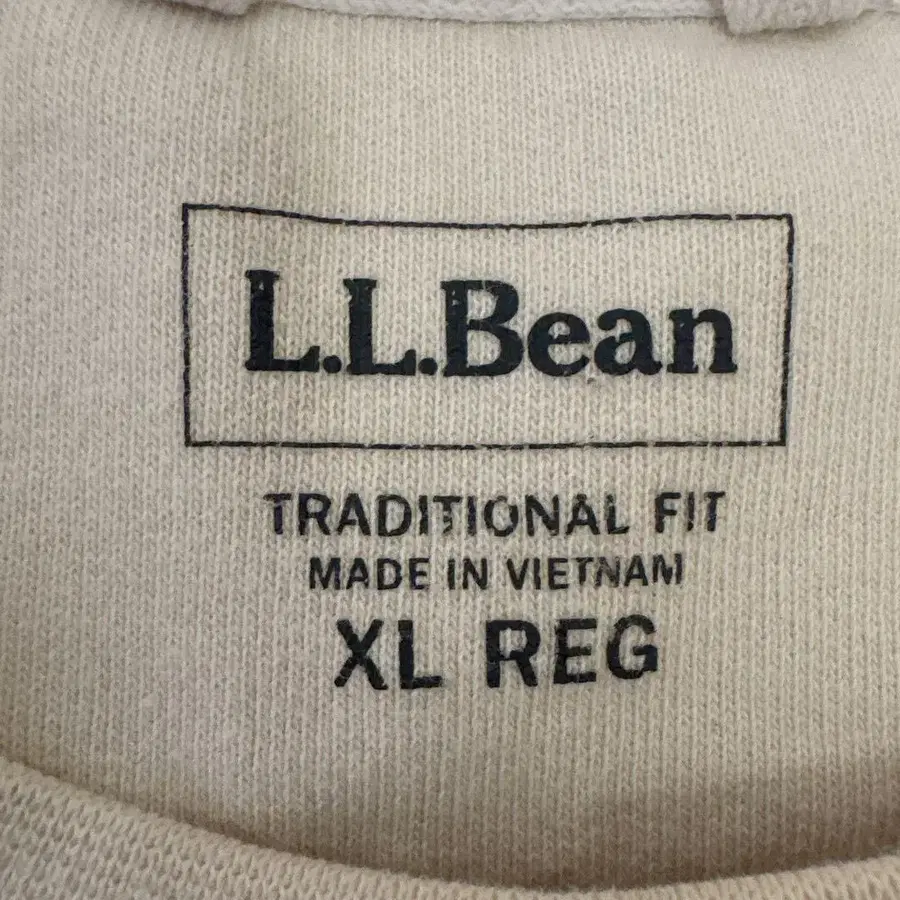 L.L.Bean
TRADITIONAL FIT
MADE IN VIETNAM
XL REG